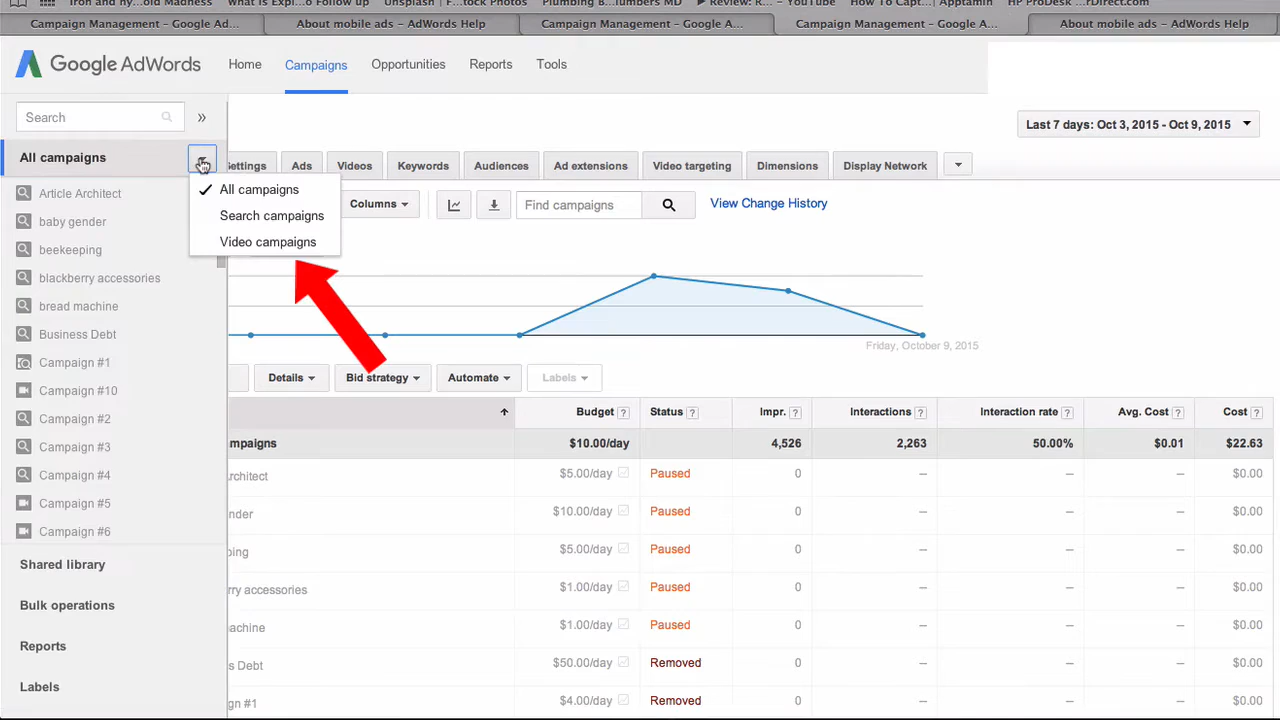 Iron and ny...old Madness What is Expl...o Follow up Unsplash | F...tock Photos Plumbing B...lumbers MD ▶ Review: R... – YouTube How To Capt...| Apptamin HP ProDesk ...rDirect.com
Campaign Management – Google Ad... About mobile ads – AdWords Help Campaign Management – Google A... Campaign Management – Google A... About mobile ads – AdWords Help
Google AdWords Home Campaigns Opportunities Reports Tools
Search »
Last 7 days: Oct 3, 2015 - Oct 9, 2015
All campaigns
Settings Ads Videos Keywords Audiences Ad extensions Video targeting Dimensions Display Network
All campaigns
Search campaigns
Video campaigns
Columns Find campaigns View Change History
Article Architect
baby gender
beekeeping
blackberry accessories
bread machine
Business Debt
Campaign #1
Campaign #10
Campaign #2
Campaign #3
Campaign #4
Campaign #5
Campaign #6
Shared library
Bulk operations
Reports
Labels
Friday, October 9, 2015
Details Bid strategy Automate Labels
Budget ? Status ? Impr. ? Interactions ? Interaction rate ? Avg. Cost ? Cost ?
mpaigns $10.00/day 4,526 2,263 50.00% $0.01 $22.63
rchitect $5.00/day Paused 0 – – – $0.00
nder $10.00/day Paused 0 – – – $0.00
ping $5.00/day Paused 0 – – – $0.00
rry accessories $1.00/day Paused 0 – – – $0.00
achine $1.00/day Paused 0 – – – $0.00
s Debt $50.00/day Removed 0 – – – $0.00
gn #1 $4.00/day Removed 0 – – – $0.00